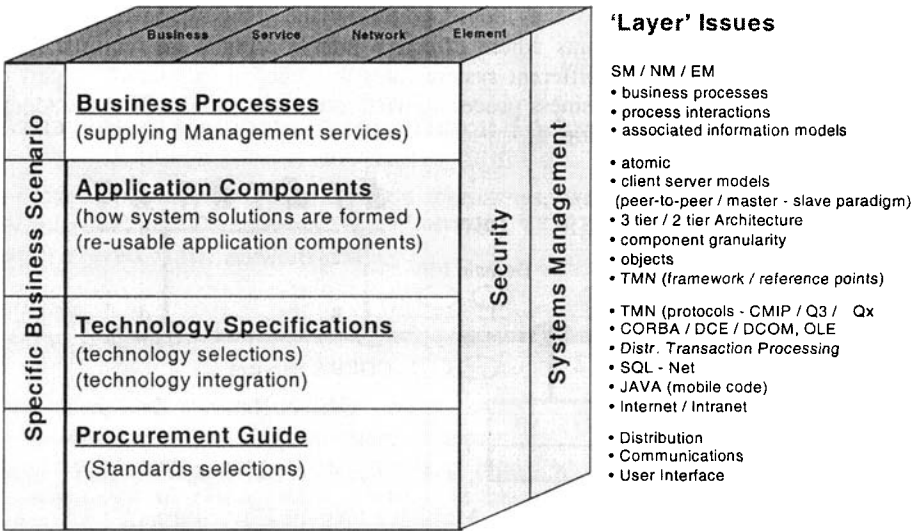 Business Service Network Element
Specific Business Scenario
Business Processes
(supplying Management services)
Application Components
(how system solutions are formed )
(re-usable application components)
Technology Specifications
(technology selections)
(technology integration)
Procurement Guide
(Standards selections)
Security
Systems Management
'Layer' Issues
SM / NM / EM
• business processes
• process interactions
• associated information models
• atomic
• client server models
(peer-to-peer / master - slave paradigm)
• 3 tier / 2 tier Architecture
• component granularity
• objects
• TMN (framework / reference points)
• TMN (protocols - CMIP / Q3 / Qx
• CORBA / DCE / DCOM, OLE
• Distr. Transaction Processing
• SQL - Net
• JAVA (mobile code)
• Internet / Intranet
• Distribution
• Communications
• User Interface